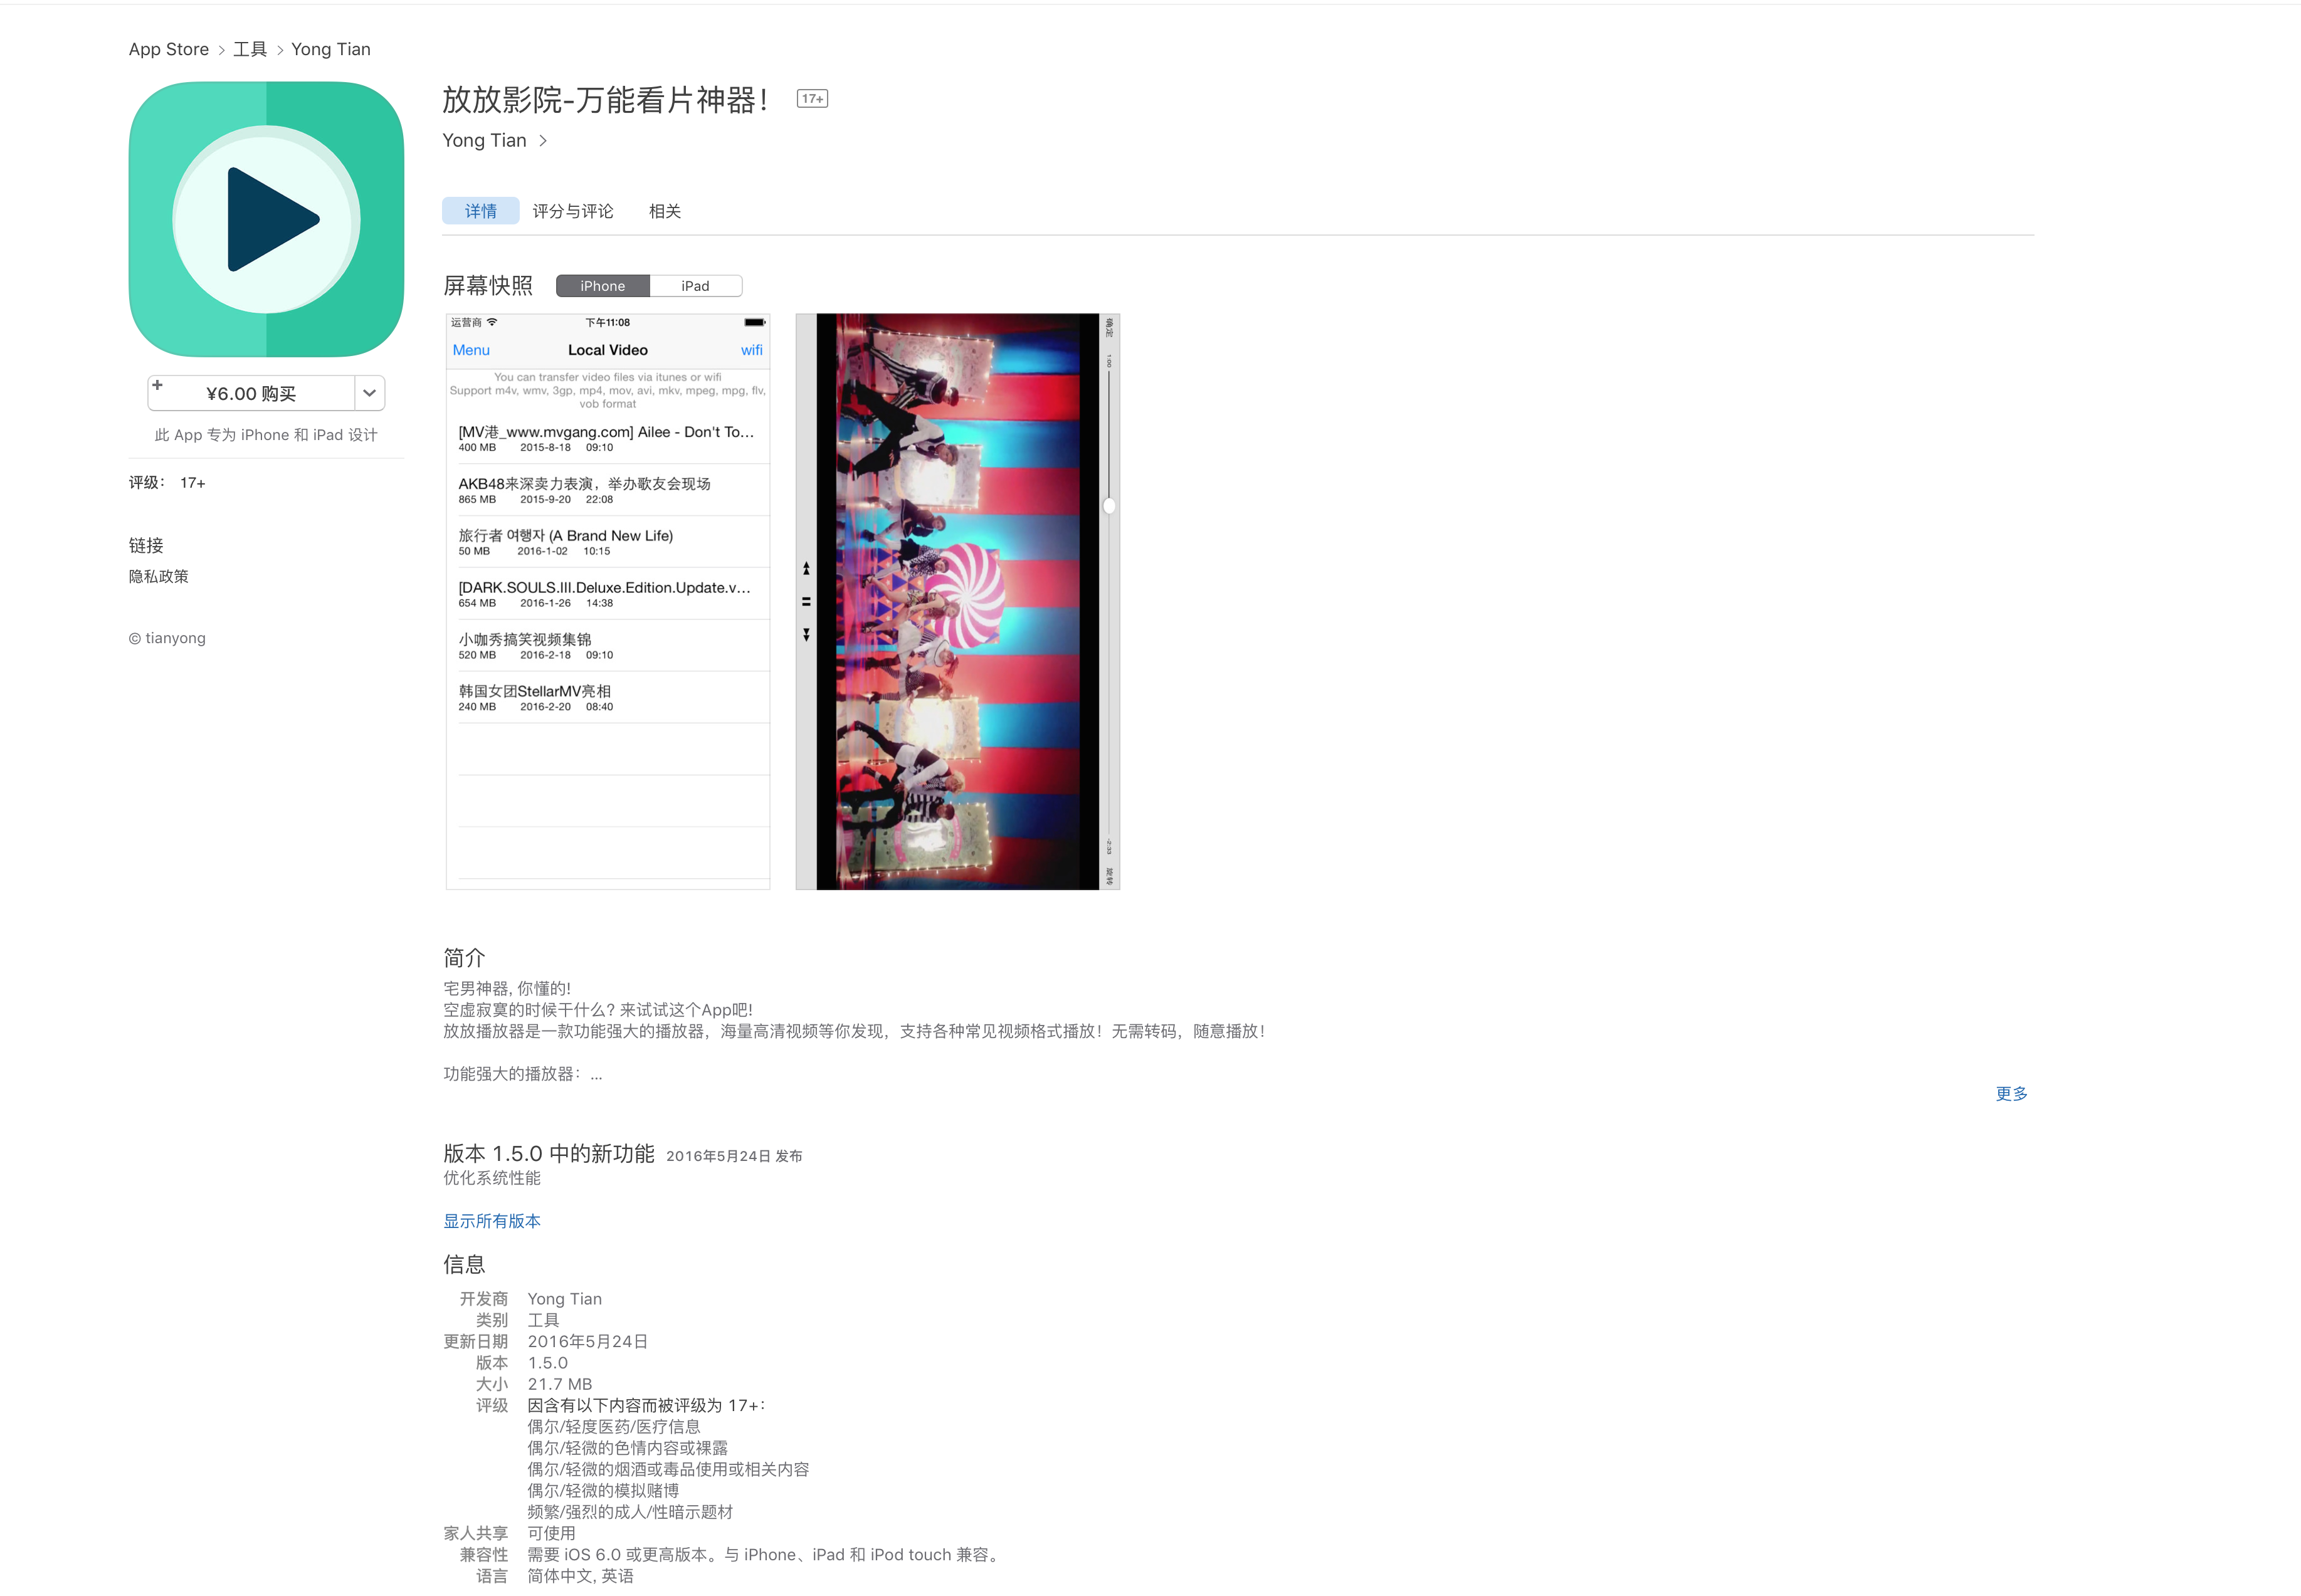 App Store > 工具 > Yong Tian
放放影院-万能看片神器！ 17+
Yong Tian >
¥6.00 购买
此 App 专为 iPhone 和 iPad 设计
评级： 17+
链接
隐私政策
© tianyong
详情 评分与评论 相关
屏幕快照 iPhone iPad
运营商 下午11:08
Menu Local Video wifi
You can transfer video files via itunes or wifi
Support m4v, wmv, 3gp, mp4, mov, avi, mkv, mpeg, mpg, flv,
vob format
[MV港_www.mvgang.com] Ailee - Don't To...
400 MB 2015-8-18 09:10
AKB48来深卖力表演，举办歌友会现场
865 MB 2015-9-20 22:08
旅行者 여행자 (A Brand New Life)
50 MB 2016-1-02 10:15
[DARK.SOULS.III.Deluxe.Edition.Update.v...
654 MB 2016-1-26 14:38
小咖秀搞笑视频集锦
520 MB 2016-2-18 09:10
韩国女团StellarMV亮相
240 MB 2016-2-20 08:40
确定
1:00
-2:33
旋转
简介
宅男神器, 你懂的!
空虚寂寞的时候干什么? 来试试这个App吧!
放放播放器是一款功能强大的播放器，海量高清视频等你发现，支持各种常见视频格式播放！无需转码，随意播放！
功能强大的播放器：...
更多
版本 1.5.0 中的新功能 2016年5月24日 发布
优化系统性能
显示所有版本
信息
开发商 Yong Tian
类别 工具
更新日期 2016年5月24日
版本 1.5.0
大小 21.7 MB
评级 因含有以下内容而被评级为 17+：
偶尔/轻度医药/医疗信息
偶尔/轻微的色情内容或裸露
偶尔/轻微的烟酒或毒品使用或相关内容
偶尔/轻微的模拟赌博
频繁/强烈的成人/性暗示题材
家人共享 可使用
兼容性 需要 iOS 6.0 或更高版本。与 iPhone、iPad 和 iPod touch 兼容。
语言 简体中文, 英语